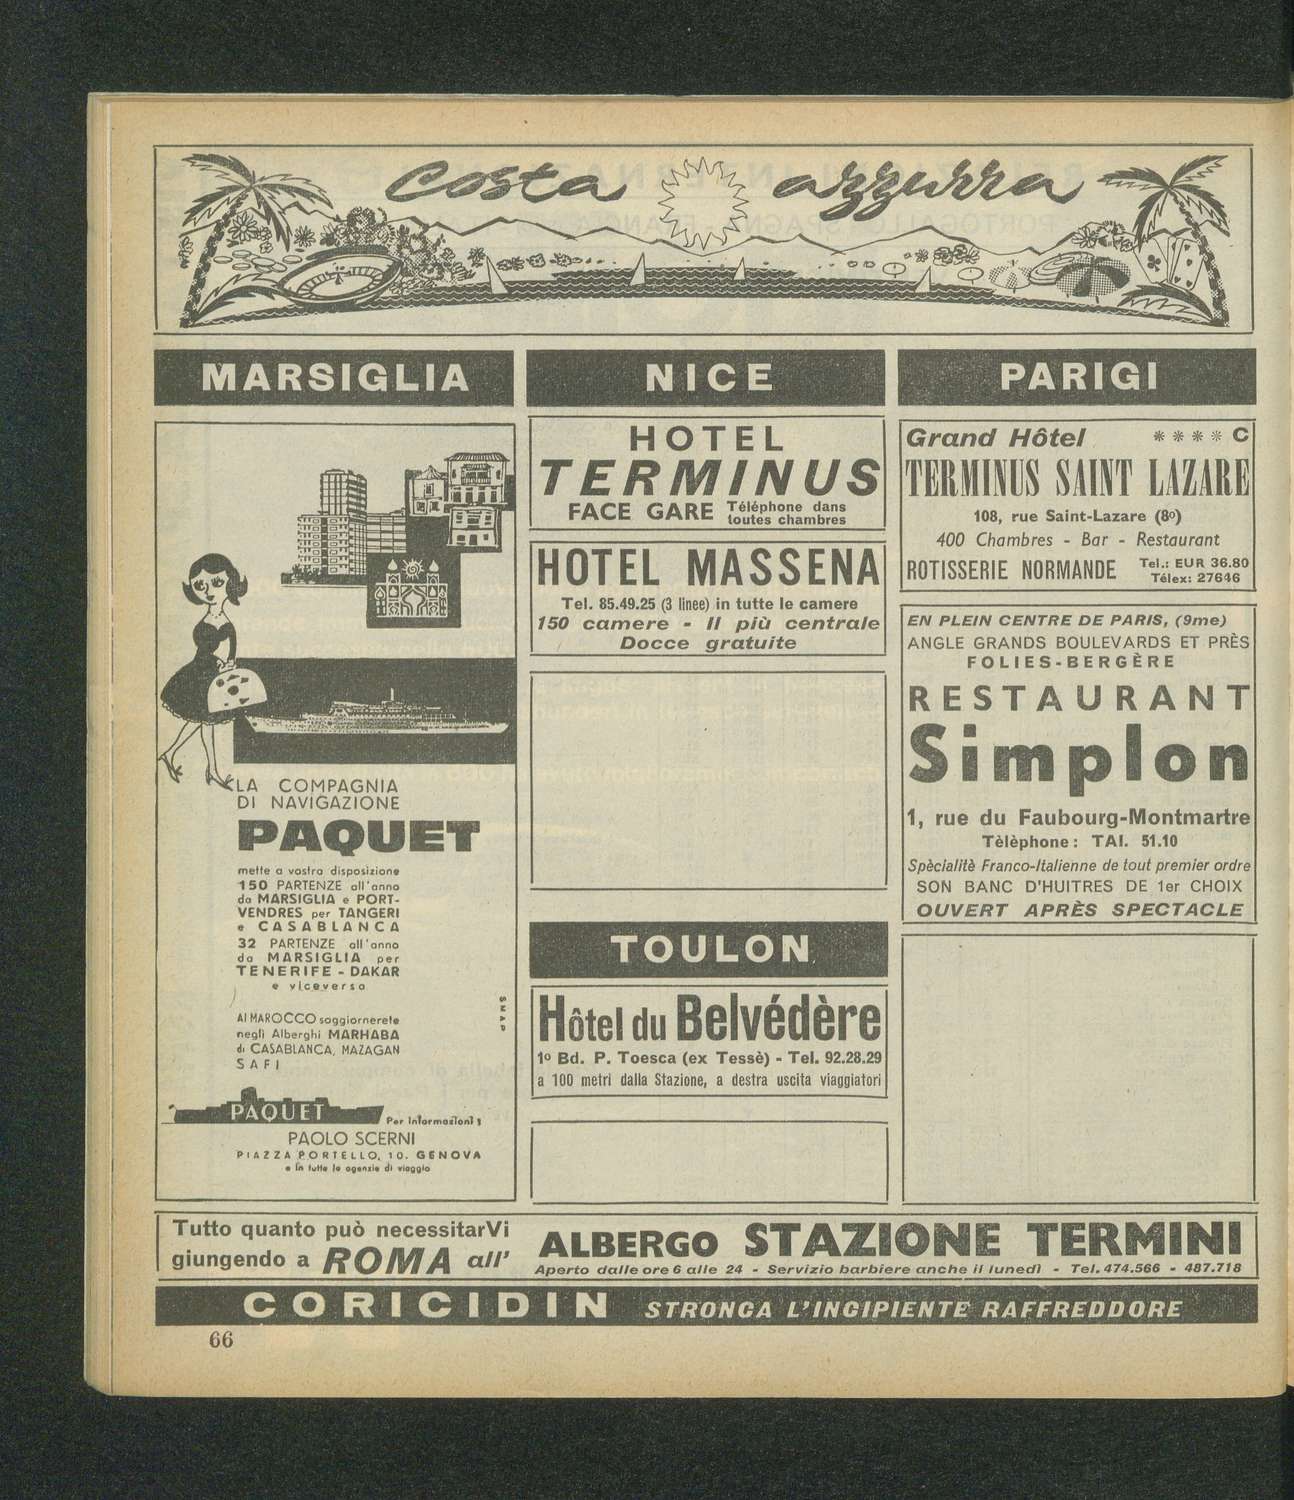 Costa azzurra
MARSIGLIA
LA COMPAGNIA
DI NAVIGAZIONE
PAQUET
mette a vostra disposizione
150 PARTENZE all'anno
da MARSIGLIA e PORT-
VENDRES per TANGERI
e CASABLANCA
32 PARTENZE all'anno
da MARSIGLIA per
TENERIFE - DAKAR
e viceversa
Al MAROCCO soggiornerete
negli Alberghi MARHABA
di CASABLANCA, MAZAGAN
SAFI
SNAP
PAQUET
Per Informazioni :
PAOLO SCERNI
PIAZZA PORTELLO, 10. GENOVA
e in tutte le agenzie di viaggio
NICE
HOTEL
TERMINUS
FACE GARE Téléphone dans
toutes chambres
HOTEL MASSENA
Tel. 85.49.25 (3 linee) in tutte le camere
150 camere - Il più centrale
Docce gratuite
TOULON
Hôtel du Belvédère
1º Bd. P. Toesca (ex Tessè) - Tel. 92.28.29
a 100 metri dalla Stazione, a destra uscita viaggiatori
PARIGI
Grand Hôtel **** C
TERMINUS SAINT LAZARE
108, rue Saint-Lazare (8º)
400 Chambres - Bar - Restaurant
ROTISSERIE NORMANDE Tel.: EUR 36.80
Télex: 27646
EN PLEIN CENTRE DE PARIS, (9me)
ANGLE GRANDS BOULEVARDS ET PRÈS
FOLIES-BERGÈRE
RESTAURANT
Simplon
1, rue du Faubourg-Montmartre
Tèlèphone : TAI. 51.10
Spècialitè Franco-Italienne de tout premier ordre
SON BANC D'HUITRES DE 1er CHOIX
OUVERT APRÈS SPECTACLE
Tutto quanto può necessitarVi
giungendo a ROMA all'
ALBERGO STAZIONE TERMINI
Aperto dalle ore 6 alle 24 - Servizio barbiere anche il lunedì - Tel. 474.566 - 487.718
CORICIDIN STRONCA L'INCIPIENTE RAFFREDDORE
66